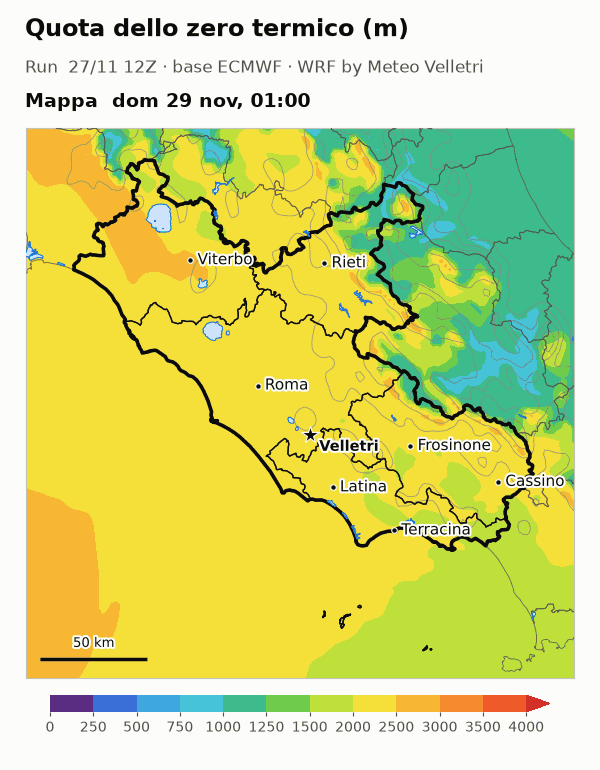 Quota dello zero termico (m)
Run 27/11 12Z · base ECMWF · WRF by Meteo Velletri
Mappa dom 29 nov, 01:00
Viterbo
Rieti
Roma
Velletri
Frosinone
Latina
Cassino
Terracina
50 km
0 250 500 750 1000 1250 1500 2000 2500 3000 3500 4000